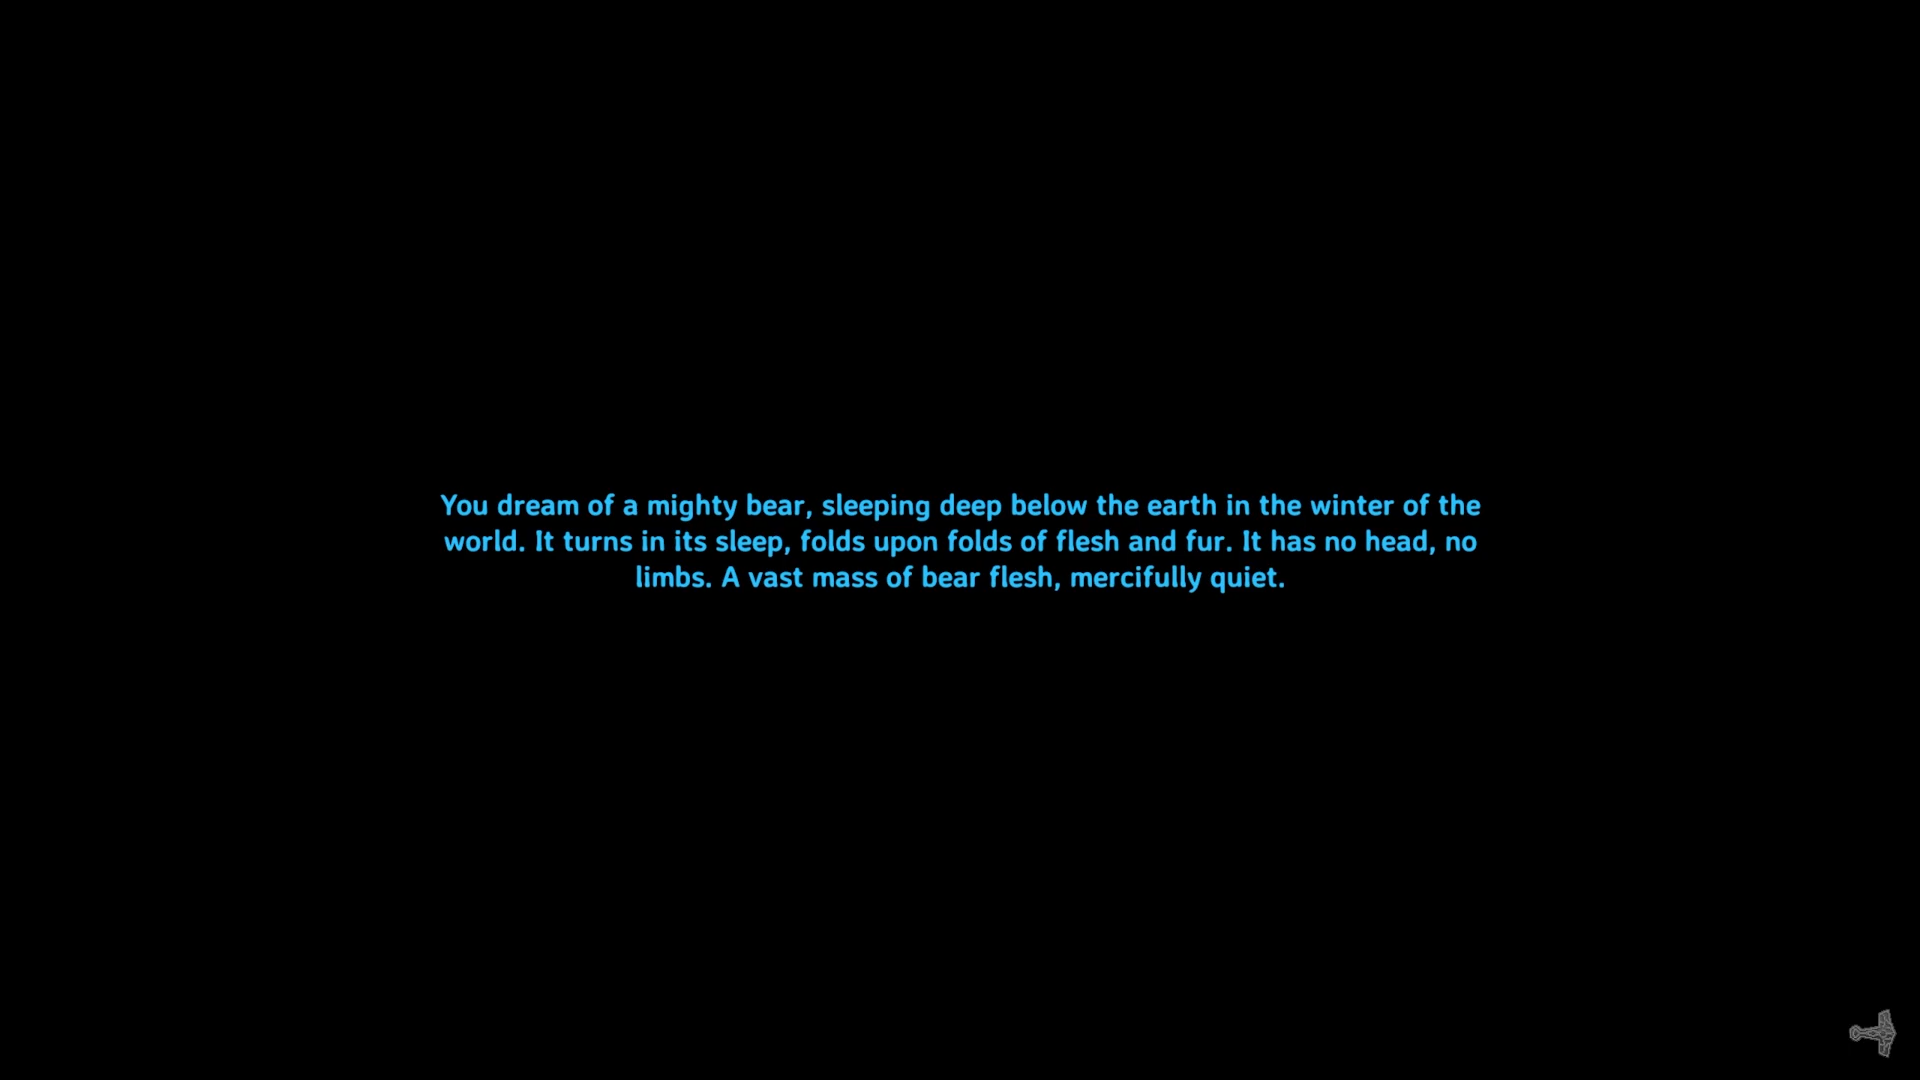 You dream of a mighty bear, sleeping deep below the earth in the winter of the
world. It turns in its sleep, folds upon folds of flesh and fur. It has no head, no
limbs. A vast mass of bear flesh, mercifully quiet.